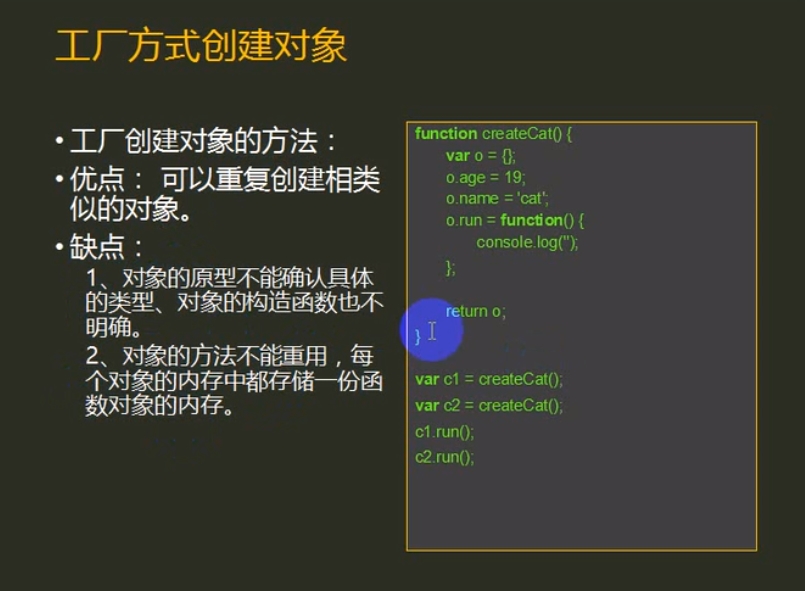 工厂方式创建对象
• 工厂创建对象的方法：
• 优点： 可以重复创建相类
似的对象。
• 缺点：
1、对象的原型不能确认具体
的类型、对象的构造函数也不
明确。
2、对象的方法不能重用，每
个对象的内存中都存储一份函
数对象的内存。
function createCat() {
var o = {};
o.age = 19;
o.name = 'cat';
o.run = function() {
console.log('');
};
return o;
}
var c1 = createCat();
var c2 = createCat();
c1.run();
c2.run();